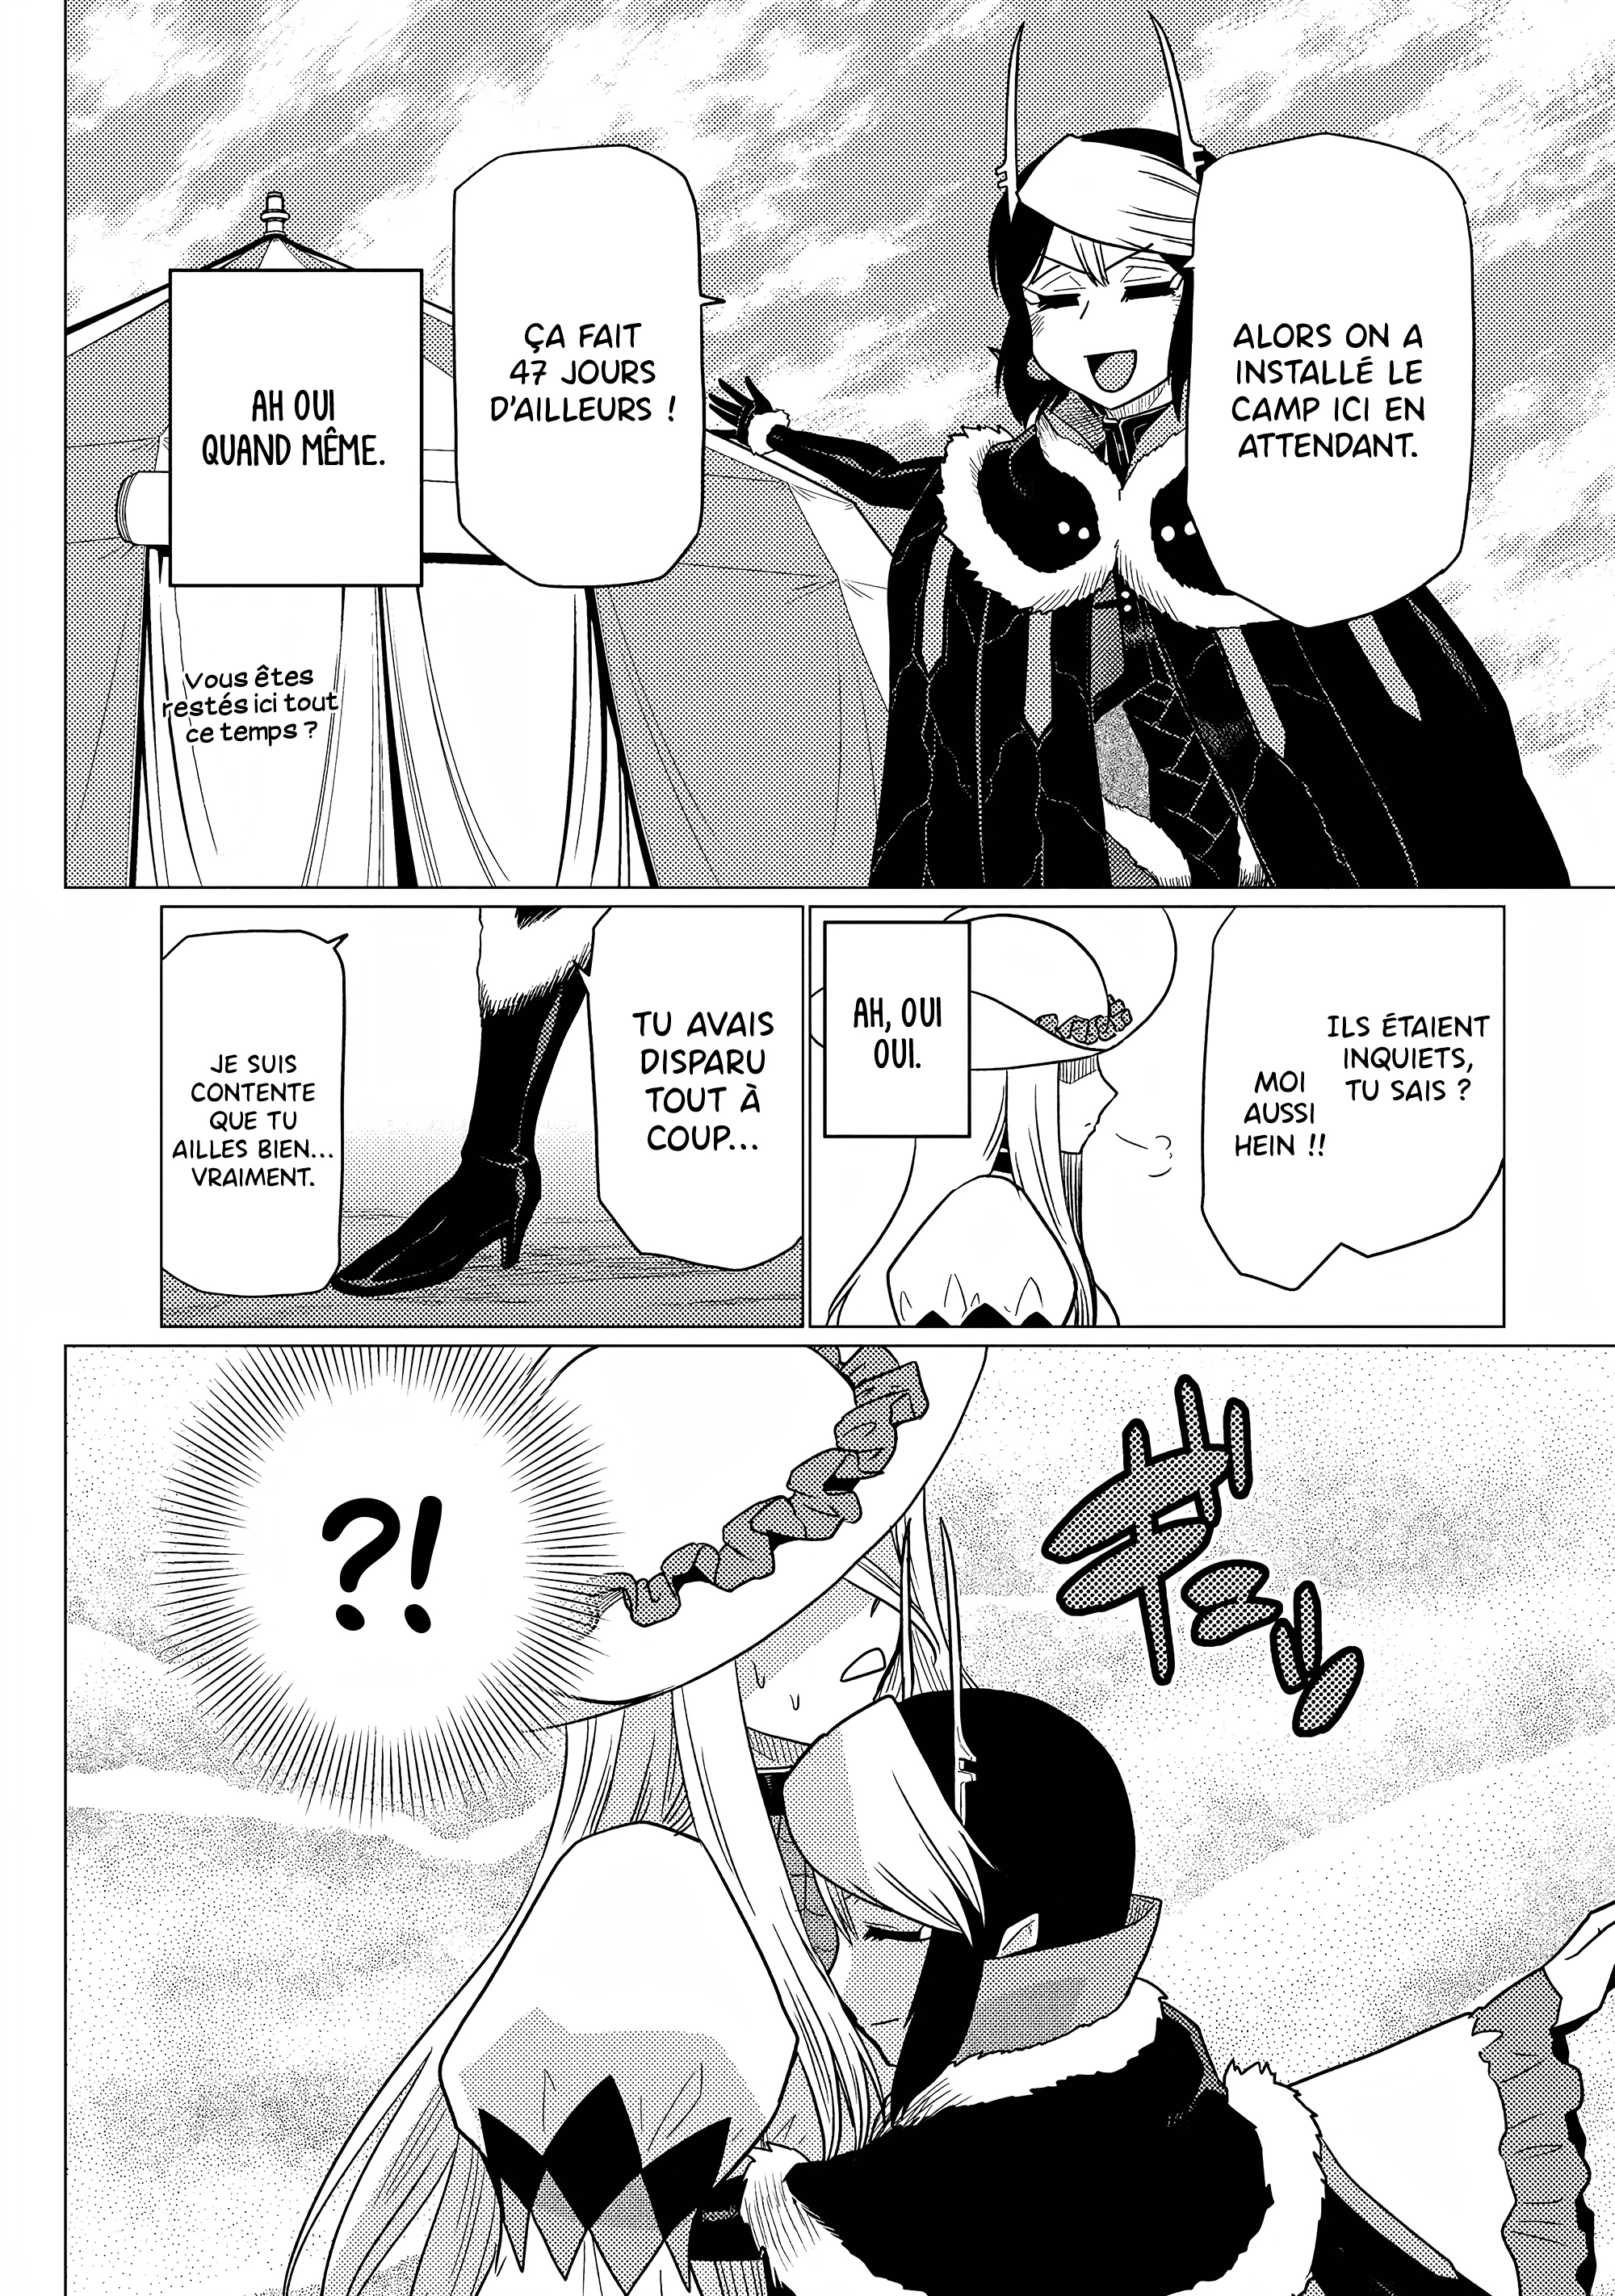 ALORS ON A
INSTALLÉ LE
CAMP ICI EN
ATTENDANT.
ÇA FAIT
47 JOURS
D'AILLEURS !
AH OUI
QUAND MÊME.
Vous êtes
restés ici tout
ce temps ?
ILS ÉTAIENT
INQUIETS,
TU SAIS ?
MOI
AUSSI
HEIN !!
AH, OUI
OUI.
TU AVAIS
DISPARU
TOUT À
COUP...
JE SUIS
CONTENTE
QUE TU
AILLES BIEN...
VRAIMENT.
ギュッ
?!